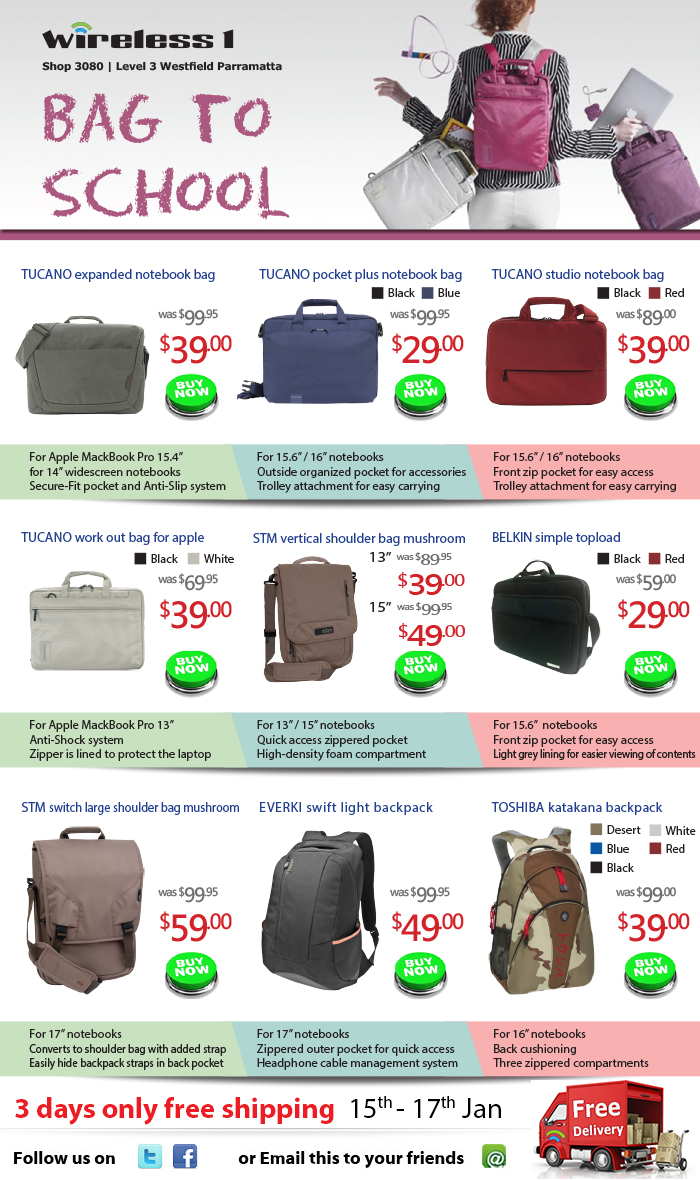 wireless 1
Shop 3080 | Level 3 Westfield Parramatta
BAG TO
SCHOOL
TUCANO expanded notebook bag
was $99.95
$39.00
BUY NOW
For Apple MackBook Pro 15.4”
for 14” widescreen notebooks
Secure-Fit pocket and Anti-Slip system
TUCANO pocket plus notebook bag
Black Blue
was $99.95
$29.00
BUY NOW
For 15.6” / 16” notebooks
Outside organized pocket for accessories
Trolley attachment for easy carrying
TUCANO studio notebook bag
Black Red
was $89.00
$39.00
BUY NOW
For 15.6” / 16” notebooks
Front zip pocket for easy access
Trolley attachment for easy carrying
TUCANO work out bag for apple
Black White
was $69.95
$39.00
BUY NOW
For Apple MackBook Pro 13”
Anti-Shock system
Zipper is lined to protect the laptop
STM vertical shoulder bag mushroom
13” was $89.95
$39.00
15” was $99.95
$49.00
BUY NOW
For 13” / 15” notebooks
Quick access zippered pocket
High-density foam compartment
BELKIN simple topload
Black Red
was $59.00
$29.00
BUY NOW
For 15.6” notebooks
Front zip pocket for easy access
Light grey lining for easier viewing of contents
STM switch large shoulder bag mushroom
was $99.95
$59.00
BUY NOW
For 17” notebooks
Converts to shoulder bag with added strap
Easily hide backpack straps in back pocket
EVERKI swift light backpack
was $99.95
$49.00
BUY NOW
For 17” notebooks
Zippered outer pocket for quick access
Headphone cable management system
TOSHIBA katakana backpack
Desert White
Blue Red
Black
was $99.00
$39.00
BUY NOW
For 16” notebooks
Back cushioning
Three zippered compartments
3 days only free shipping 15th - 17th Jan
Free
Delivery
Follow us on
or Email this to your friends